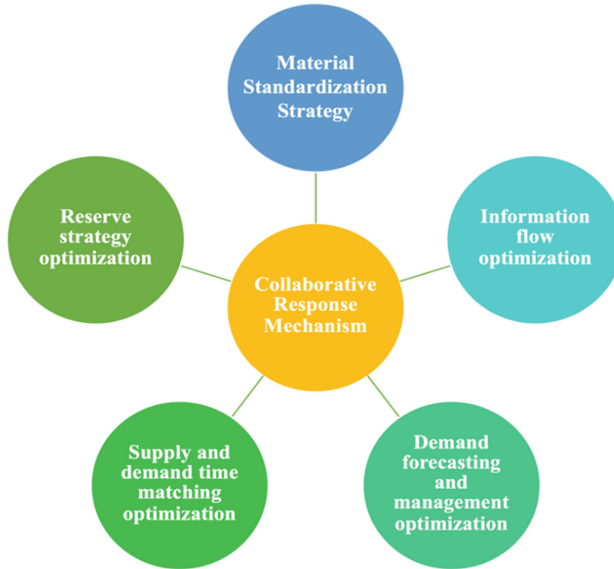 Material
Standardization
Strategy
Reserve
strategy
optimization
Information
flow
optimization
Collaborative
Response
Mechanism
Supply and
demand time
matching
optimization
Demand
forecasting
and
management
optimization